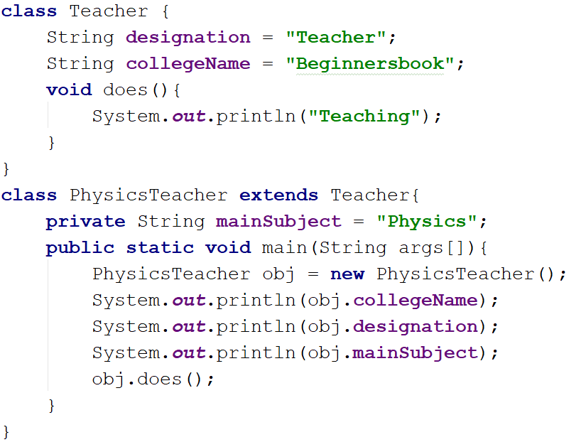 class Teacher {
    String designation = "Teacher";
    String collegeName = "Beginnersbook";
    void does(){
        System.out.println("Teaching");
    }
}
class PhysicsTeacher extends Teacher{
    private String mainSubject = "Physics";
    public static void main(String args[]){
        PhysicsTeacher obj = new PhysicsTeacher();
        System.out.println(obj.collegeName);
        System.out.println(obj.designation);
        System.out.println(obj.mainSubject);
        obj.does();
    }
}